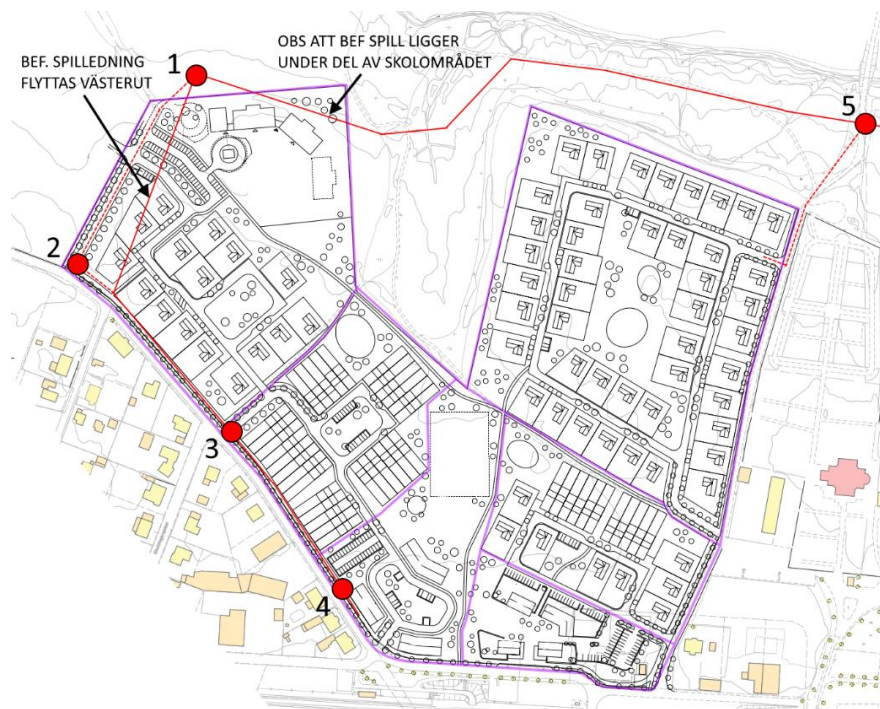 BEF. SPILLEDNING
FLYTTAS VÄSTERUT
1
OBS ATT BEF SPILL LIGGER
UNDER DEL AV SKOLOMRÅDET
5
2
3
4